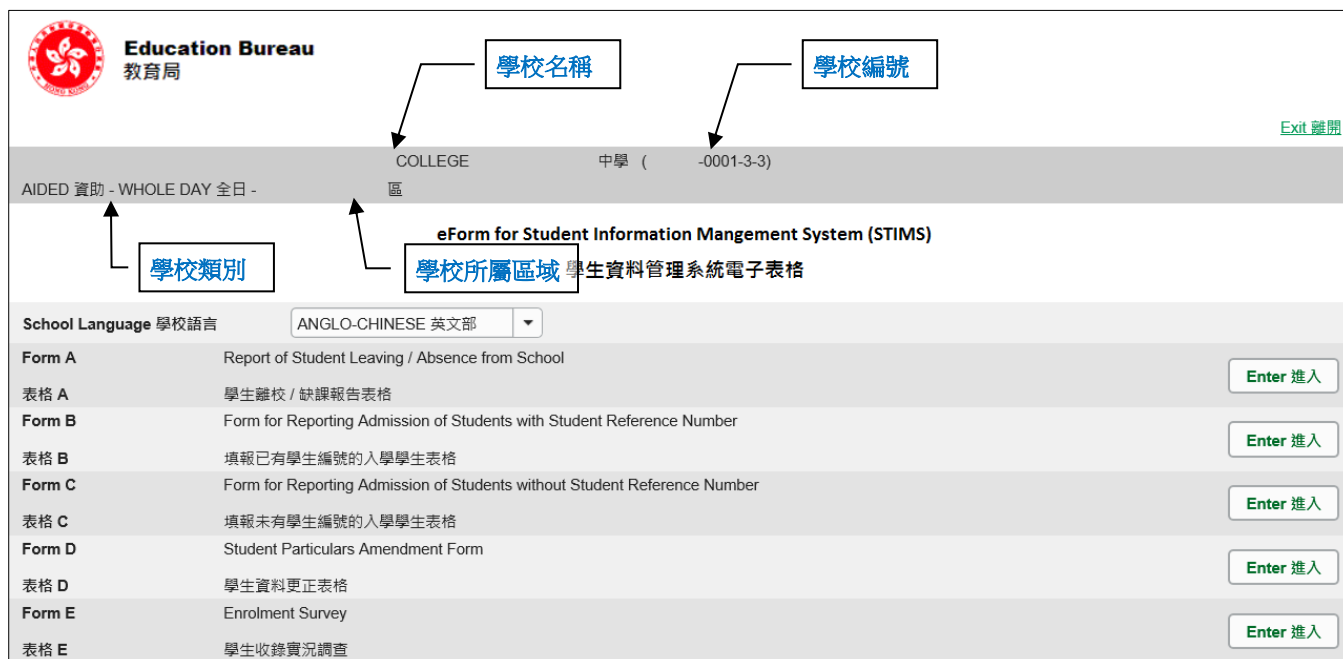 Education Bureau
教育局
學校名稱
學校編號
Exit 離開
COLLEGE 中學 ( -0001-3-3)
AIDED 資助 - WHOLE DAY 全日 - 區
eForm for Student Information Mangement System (STIMS)
學校類別
學校所屬區域
學生資料管理系統電子表格
School Language 學校語言 ANGLO-CHINESE 英文部
Form A Report of Student Leaving / Absence from School
Enter 進入
表格 A 學生離校 / 缺課報告表格
Form B Form for Reporting Admission of Students with Student Reference Number
Enter 進入
表格 B 填報已有學生編號的入學學生表格
Form C Form for Reporting Admission of Students without Student Reference Number
Enter 進入
表格 C 填報未有學生編號的入學學生表格
Form D Student Particulars Amendment Form
Enter 進入
表格 D 學生資料更正表格
Form E Enrolment Survey
Enter 進入
表格 E 學生收錄實況調查